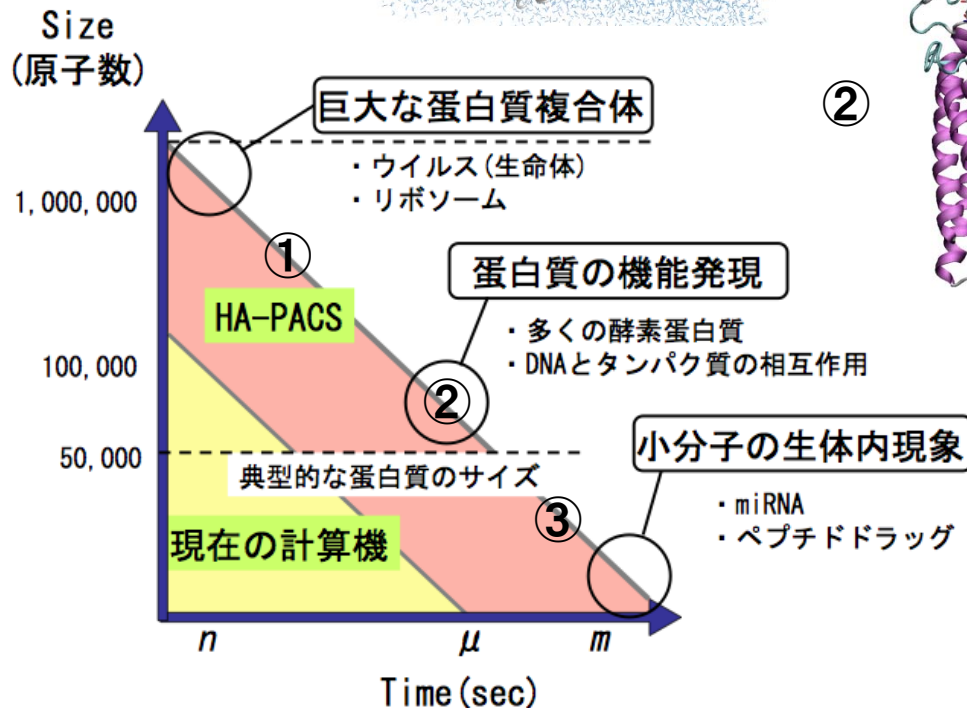 Size
(原子数)
巨大な蛋白質複合体
・ウイルス(生命体)
・リボソーム
②
1,000,000
①
HA-PACS
蛋白質の機能発現
・多くの酵素蛋白質
・DNAとタンパク質の相互作用
100,000
②
50,000
典型的な蛋白質のサイズ
小分子の生体内現象
・miRNA
・ペプチドドラッグ
③
現在の計算機
n
μ
m
Time(sec)